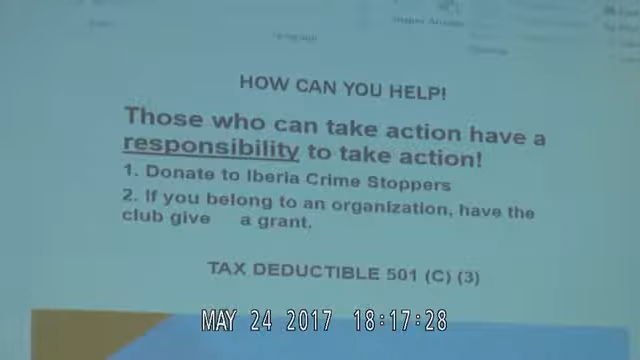 HOW CAN YOU HELP!
Those who can take action have a
responsibility to take action!
1. Donate to Iberia Crime Stoppers
2. If you belong to an organization, have the
club give a grant.
TAX DEDUCTIBLE 501 (C) (3)
MAY 24 2017 18:17:28